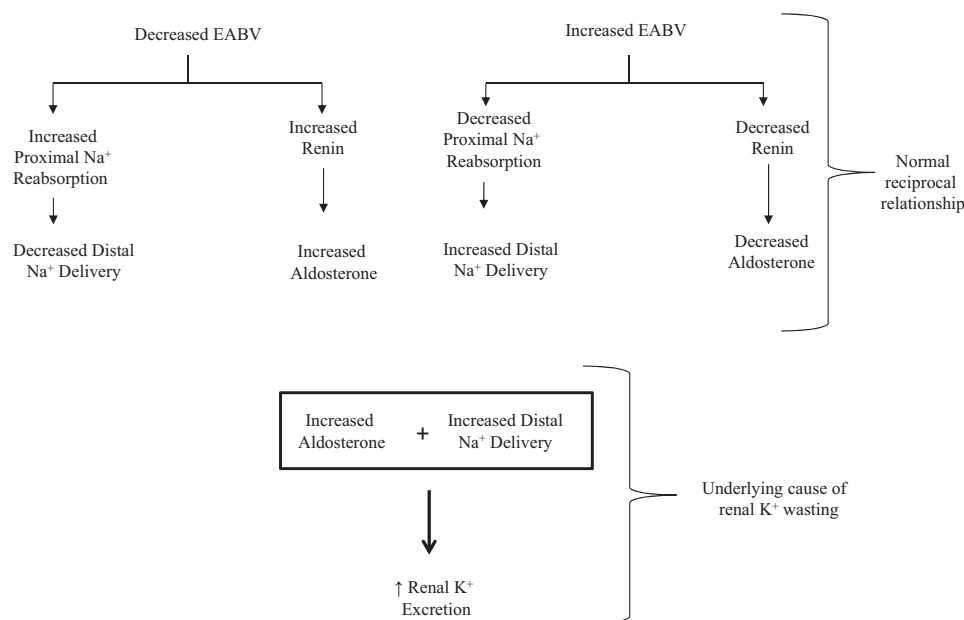 Decreased EABV
Increased
Proximal Na⁺
Reabsorption
Decreased Distal
Na⁺ Delivery
Increased
Renin
Increased
Aldosterone
Increased EABV
Decreased
Proximal Na⁺
Reabsorption
Increased Distal
Na⁺ Delivery
Decreased
Renin
Decreased
Aldosterone
Normal
reciprocal
relationship
Increased
Aldosterone
+
Increased Distal
Na⁺ Delivery
↑ Renal K⁺
Excretion
Underlying cause of
renal K⁺ wasting